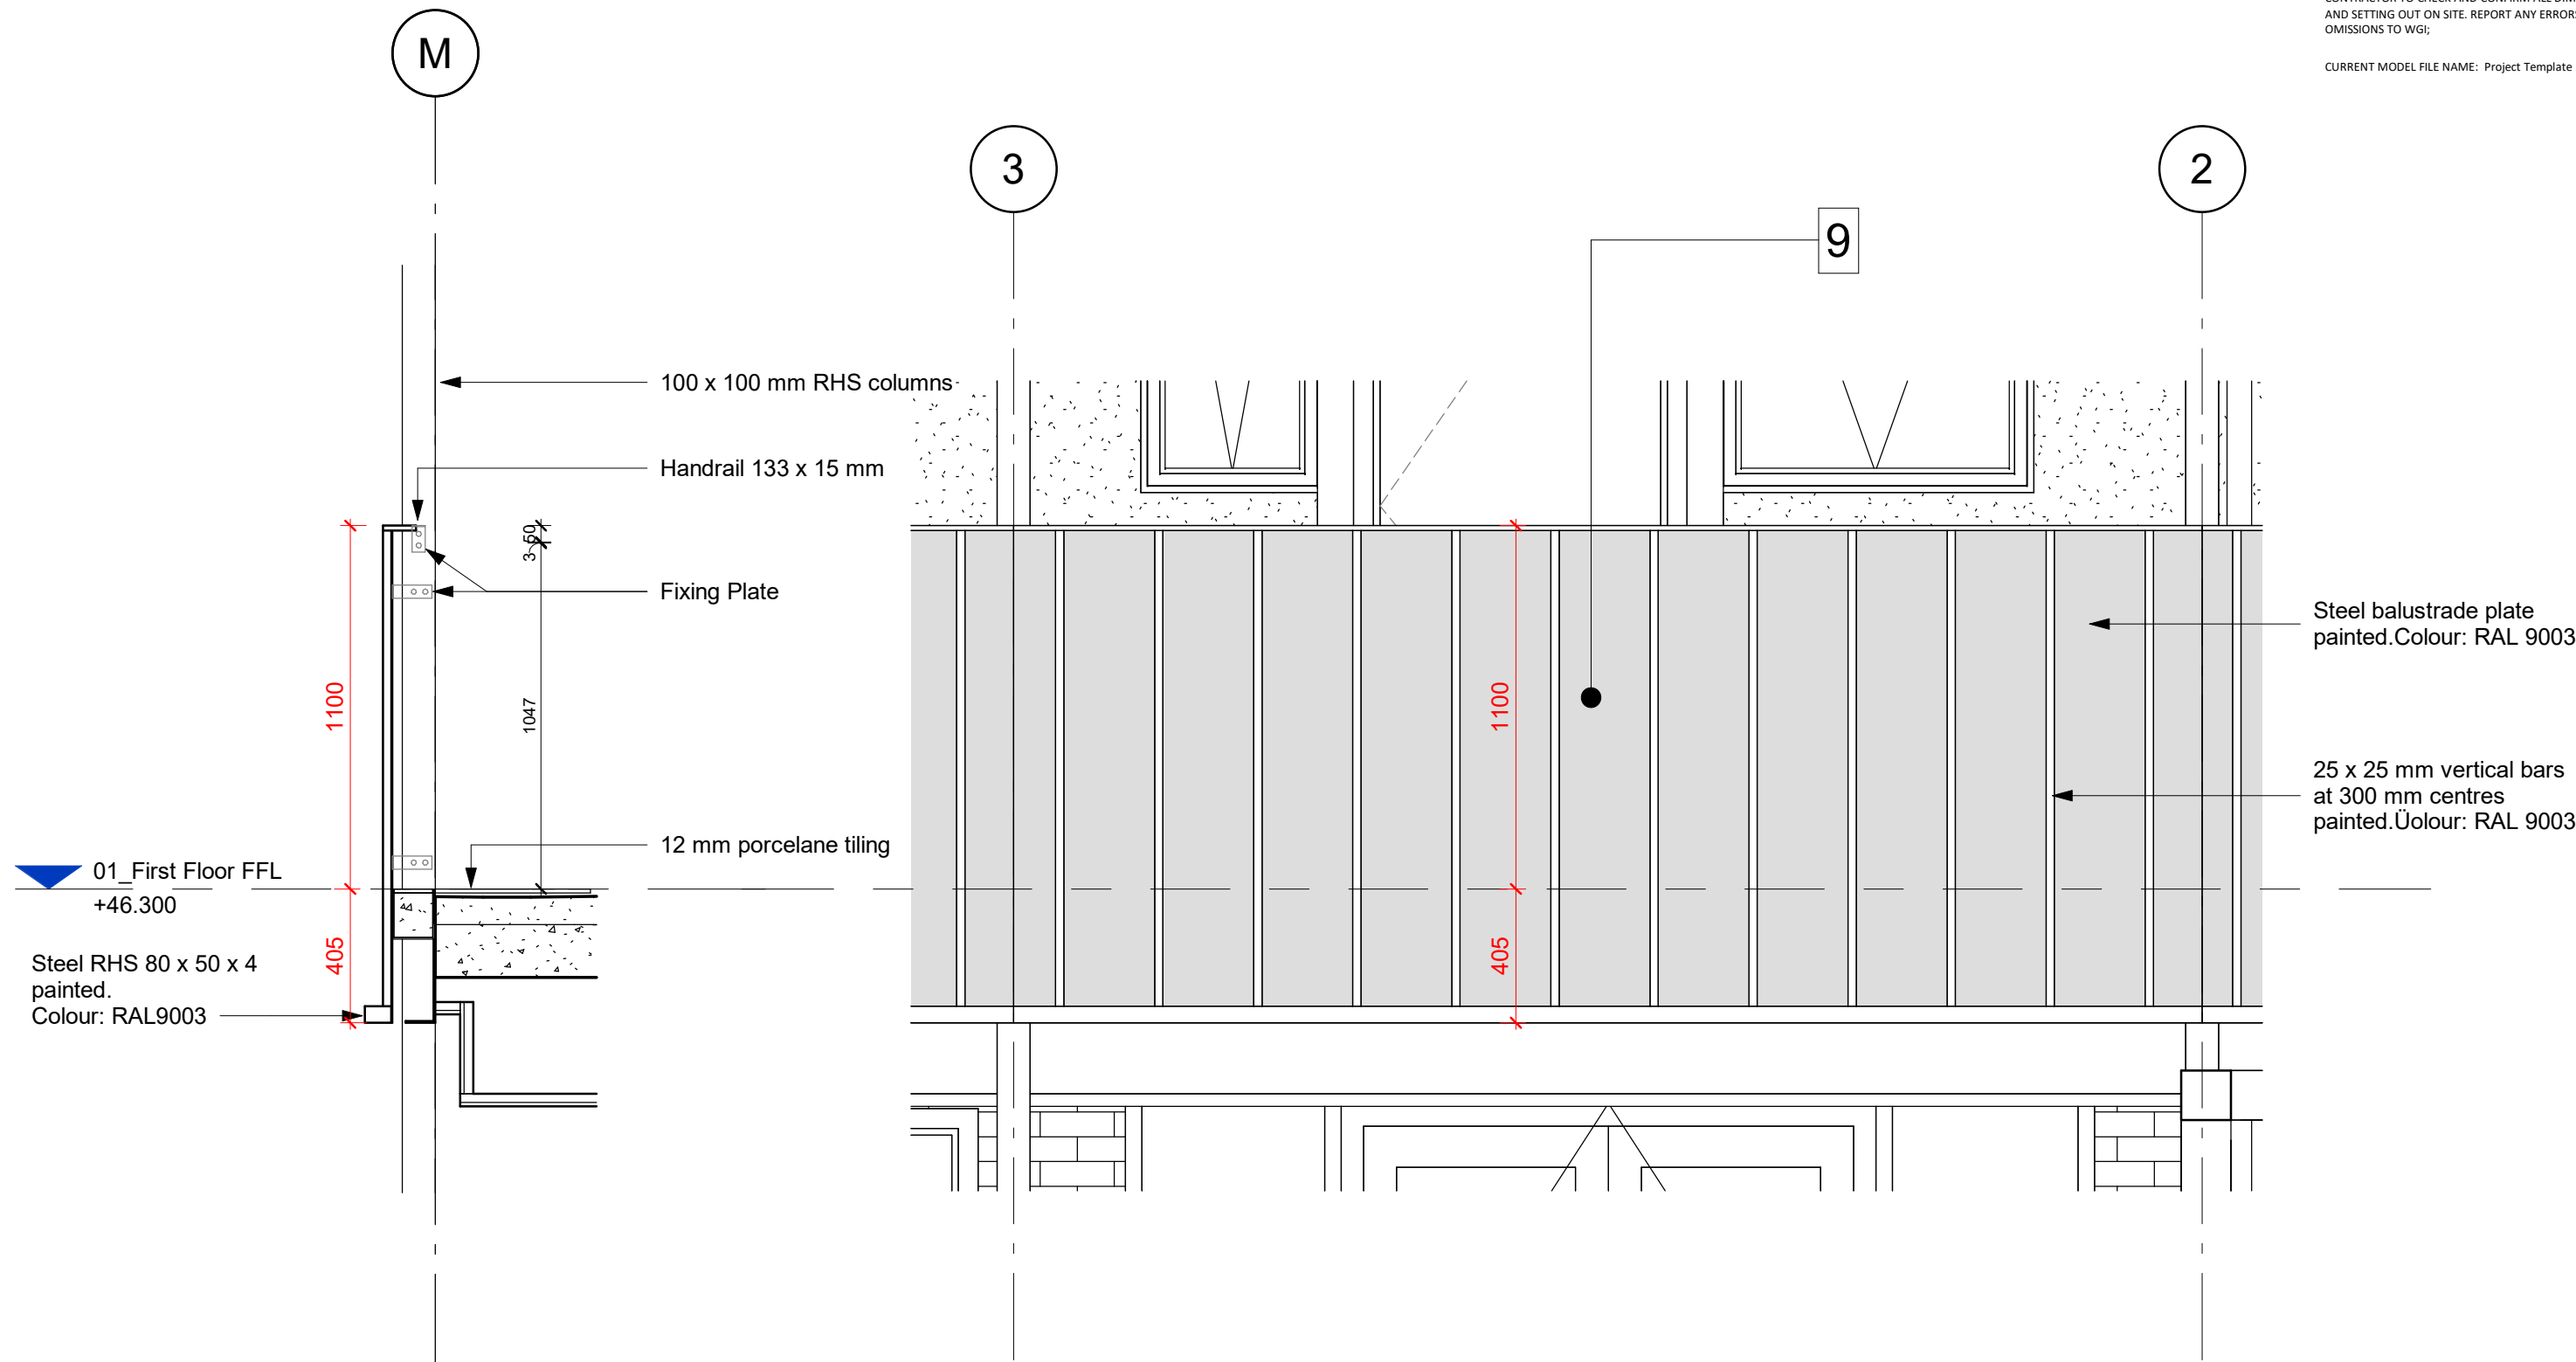 AND SETTING OUT ON SITE. REPORT ANY ERRORS
OMISSIONS TO WGI;
CURRENT MODEL FILE NAME: Project Template
M
3
2
9
100 x 100 mm RHS columns
Handrail 133 x 15 mm
50
3
Fixing Plate
Steel balustrade plate
painted.Colour: RAL 9003
1100
1047
1100
25 x 25 mm vertical bars
at 300 mm centres
painted.Üolour: RAL 9003
12 mm porcelane tiling
01_First Floor FFL
+46.300
405
405
Steel RHS 80 x 50 x 4
painted.
Colour: RAL9003